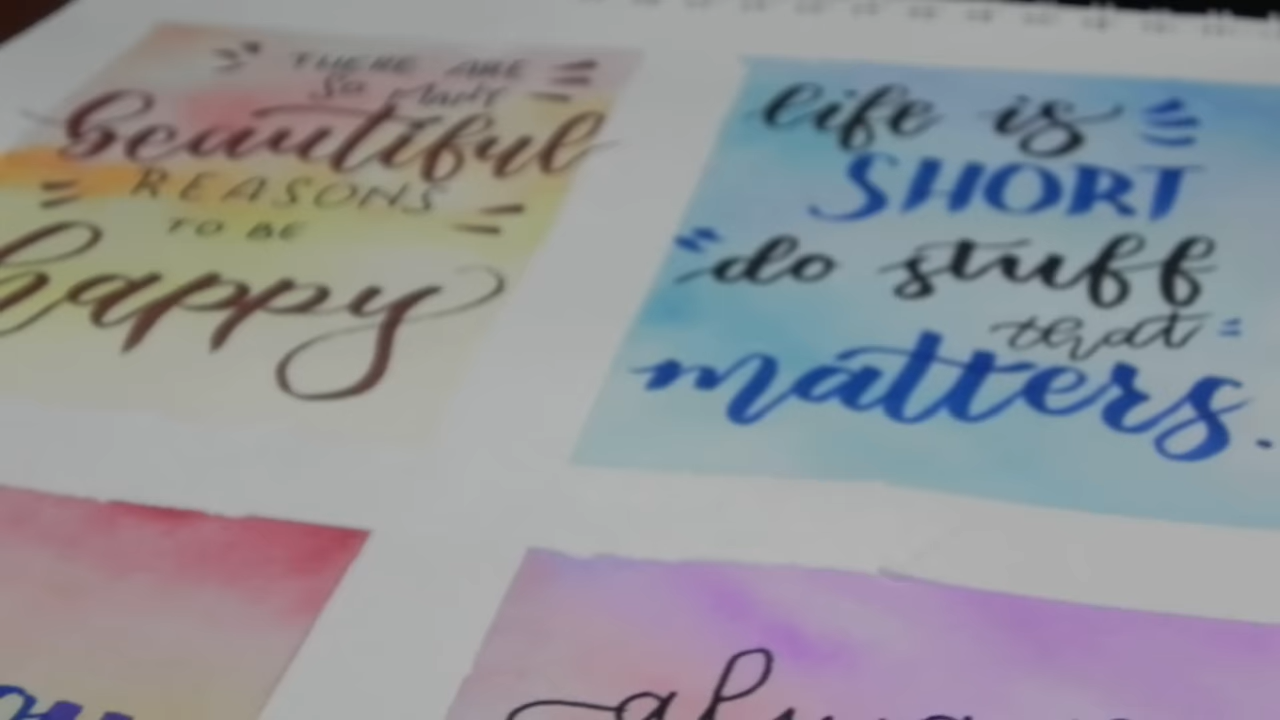 THERE ARE
So MANY
beautiful
REASONS
TO BE
happy
life is
SHORT
do stuff
that
matters.